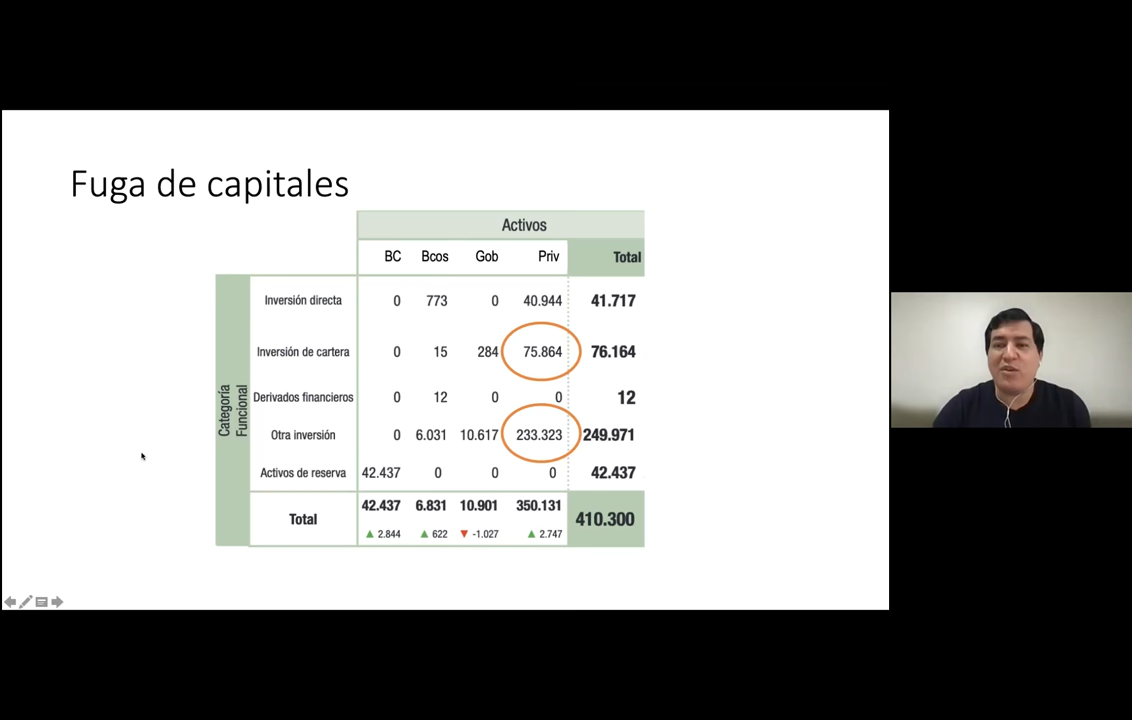 Fuga de capitales
Activos
BC Bcos Gob Priv Total
Categoría Funcional
Inversión directa 0 773 0 40.944 41.717
Inversión de cartera 0 15 284 75.864 76.164
Derivados financieros 0 12 0 0 12
Otra inversión 0 6.031 10.617 233.323 249.971
Activos de reserva 42.437 0 0 0 42.437
Total 42.437 6.831 10.901 350.131 410.300
▲ 2.844 ▲ 622 ▼ -1.027 ▲ 2.747